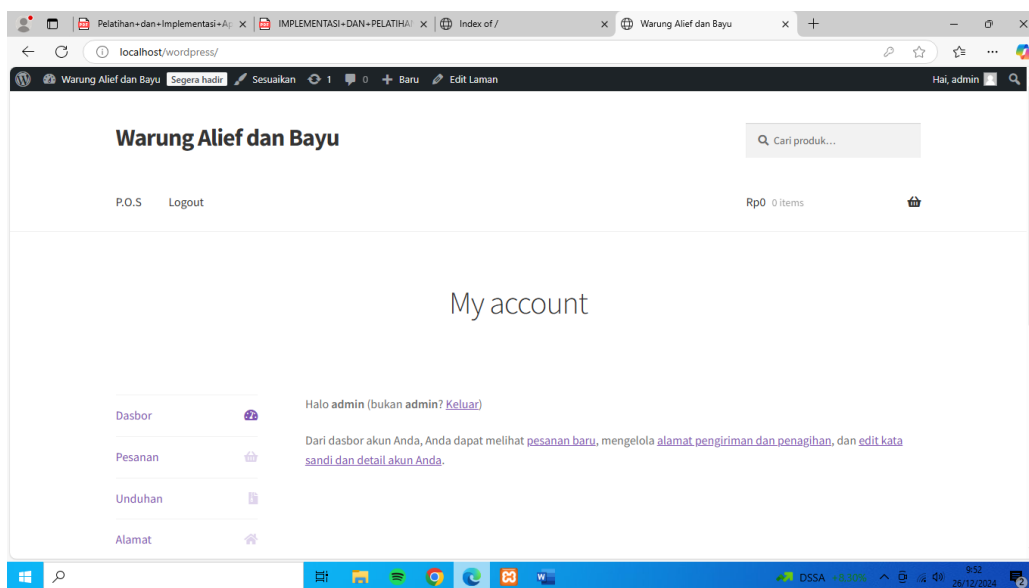 Pelatihan+dan+Implementasi+Ap
IMPLEMENTASI+DAN+PELATIHA
Index of /
Warung Alief dan Bayu
localhost/wordpress/
Warung Alief dan Bayu Segera hadir Sesuaikan 1 0 Baru Edit Laman Hai, admin
Warung Alief dan Bayu
Cari produk…
P.O.S Logout Rp0 0 items
My account
Dasbor
Pesanan
Unduhan
Alamat
Halo admin (bukan admin? Keluar)
Dari dasbor akun Anda, Anda dapat melihat pesanan baru, mengelola alamat pengiriman dan penagihan, dan edit kata
sandi dan detail akun Anda.
DSSA
9:52
26/12/2024
2